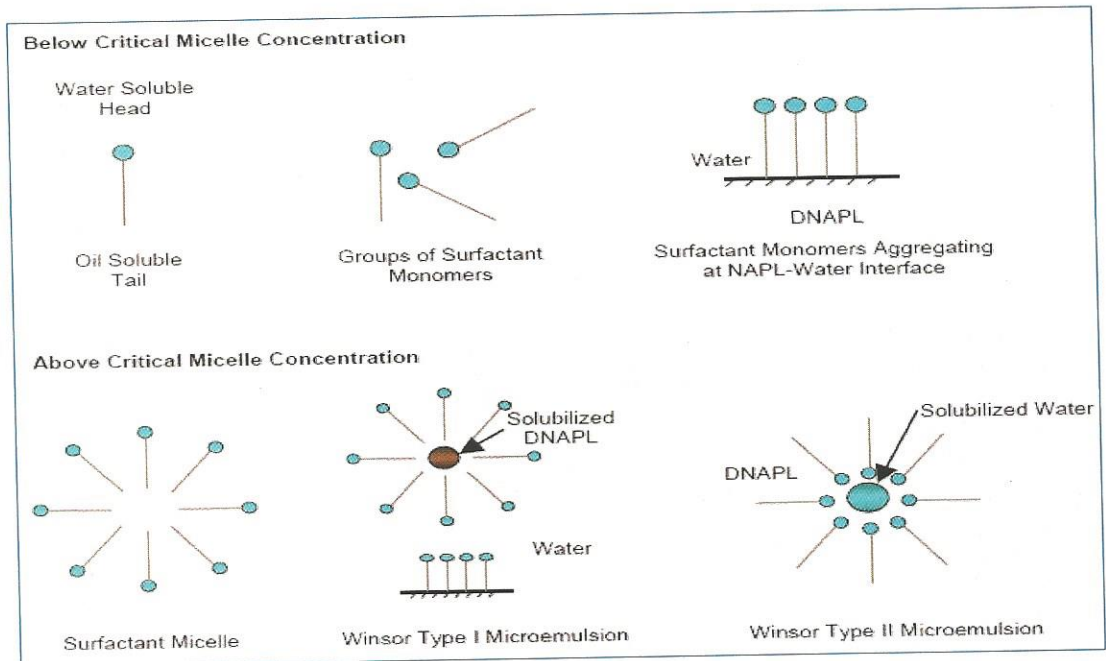 Below Critical Micelle Concentration
Water Soluble
Head
Oil Soluble
Tail
Groups of Surfactant
Monomers
Water
DNAPL
Surfactant Monomers Aggregating
at NAPL-Water Interface
Above Critical Micelle Concentration
Surfactant Micelle
Solubilized
DNAPL
Water
Winsor Type I Microemulsion
Solubilized Water
DNAPL
Winsor Type II Microemulsion